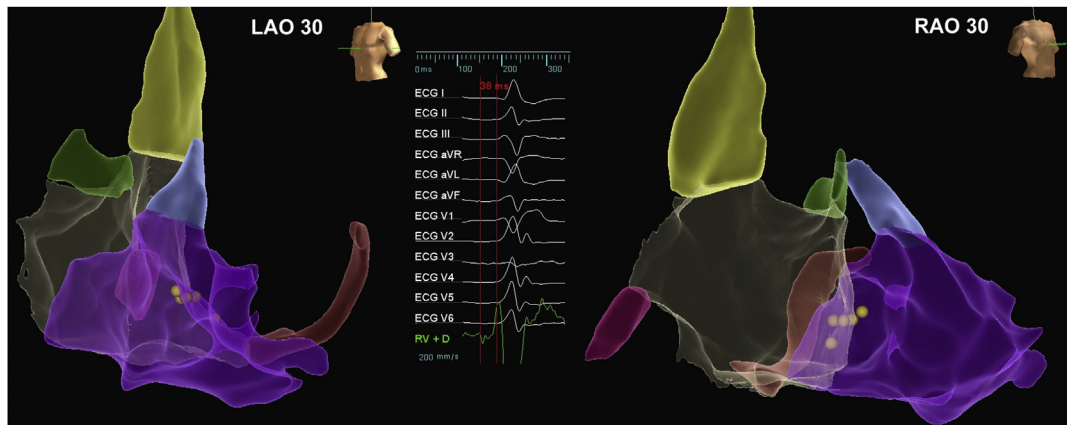 LAO 30
RAO 30
0ms 100 200 300
38 ms
ECG I
ECG II
ECG III
ECG aVR
ECG aVL
ECG aVF
ECG V1
ECG V2
ECG V3
ECG V4
ECG V5
ECG V6
RV + D
200 mm/s